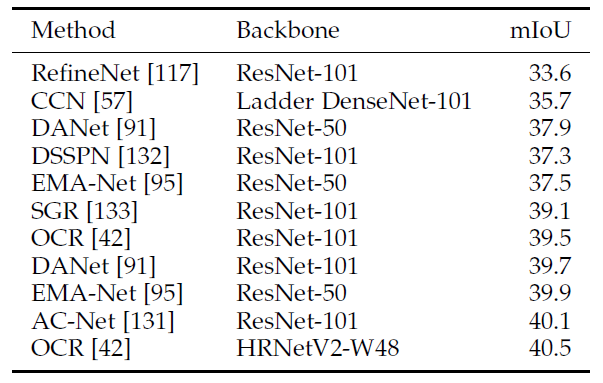 Method Backbone mIoU
RefineNet [117] ResNet-101 33.6
CCN [57] Ladder DenseNet-101 35.7
DANet [91] ResNet-50 37.9
DSSPN [132] ResNet-101 37.3
EMA-Net [95] ResNet-50 37.5
SGR [133] ResNet-101 39.1
OCR [42] ResNet-101 39.5
DANet [91] ResNet-101 39.7
EMA-Net [95] ResNet-50 39.9
AC-Net [131] ResNet-101 40.1
OCR [42] HRNetV2-W48 40.5